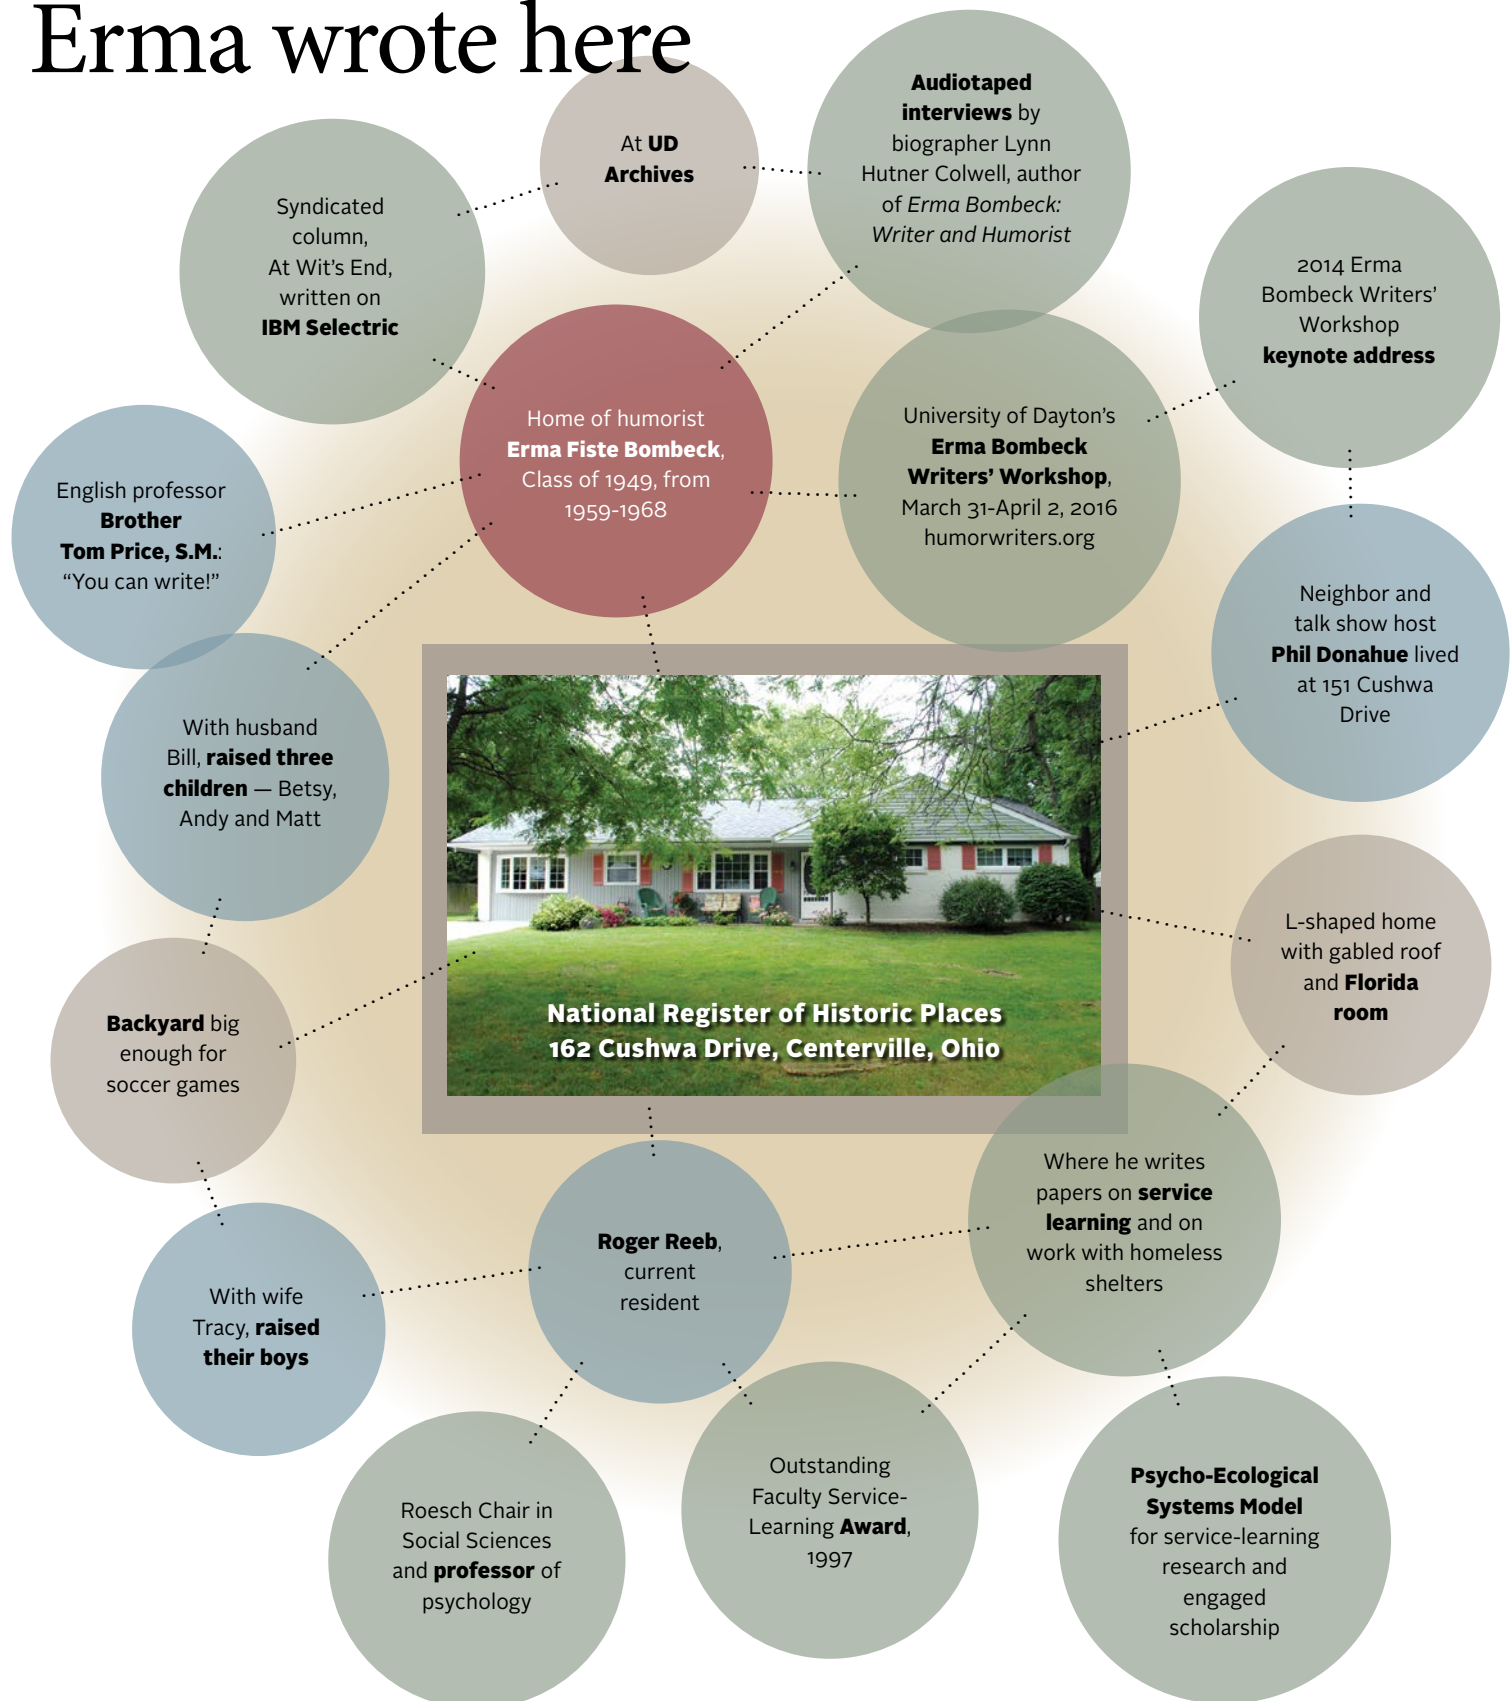 Erma wrote here
At UD
Archives
Audiotaped
interviews by
biographer Lynn
Hutner Colwell, author
of Erma Bombeck:
Writer and Humorist
Syndicated
column,
At Wit's End,
written on
IBM Selectric
2014 Erma
Bombeck Writers'
Workshop
keynote address
Home of humorist
Erma Fiste Bombeck,
Class of 1949, from
1959-1968
University of Dayton's
Erma Bombeck
Writers' Workshop,
March 31-April 2, 2016
humorwriters.org
English professor
Brother
Tom Price, S.M.:
“You can write!”
Neighbor and
talk show host
Phil Donahue lived
at 151 Cushwa
Drive
With husband
Bill, raised three
children — Betsy,
Andy and Matt
L-shaped home
with gabled roof
and Florida
room
National Register of Historic Places
162 Cushwa Drive, Centerville, Ohio
Backyard big
enough for
soccer games
Where he writes
papers on service
learning and on
work with homeless
shelters
Roger Reeb,
current
resident
With wife
Tracy, raised
their boys
Roesch Chair in
Social Sciences
and professor of
psychology
Outstanding
Faculty Service-
Learning Award,
1997
Psycho-Ecological
Systems Model
for service-learning
research and
engaged
scholarship